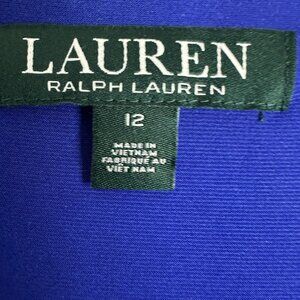 LAUREN
RALPH LAUREN
12
MADE IN
VIETNAM
FABRIQUÉ AU
VIÊT NAM